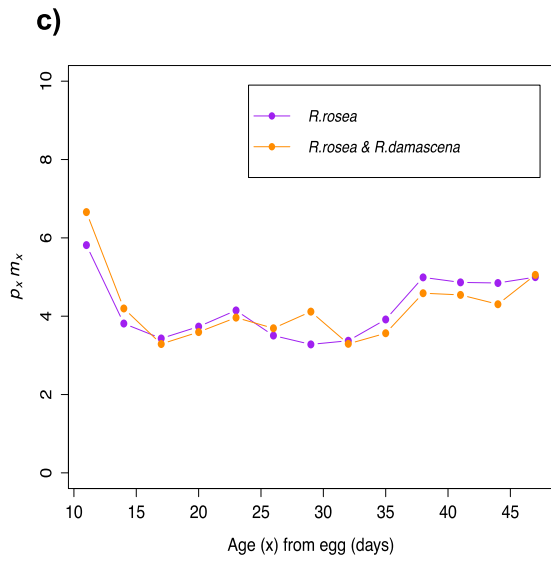 c)
R.rosea
R.rosea & R.damascena
10
8
6
4
2
0
pₓ mₓ
10 15 20 25 30 35 40 45
Age (x) from egg (days)